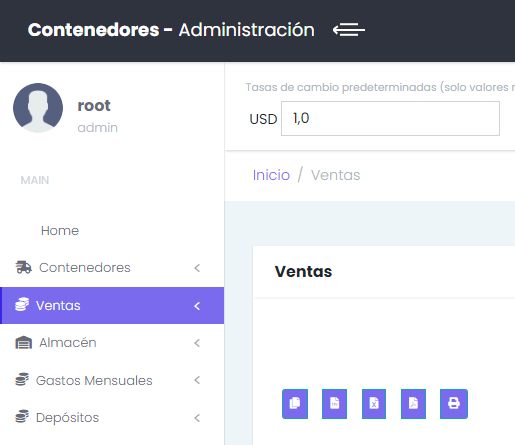 Contenedores - Administración
root
admin
MAIN
Home
Contenedores
Ventas
Almacén
Gastos Mensuales
Depósitos
Tasas de cambio predeterminadas (solo valores
USD 1,0
Inicio / Ventas
Ventas